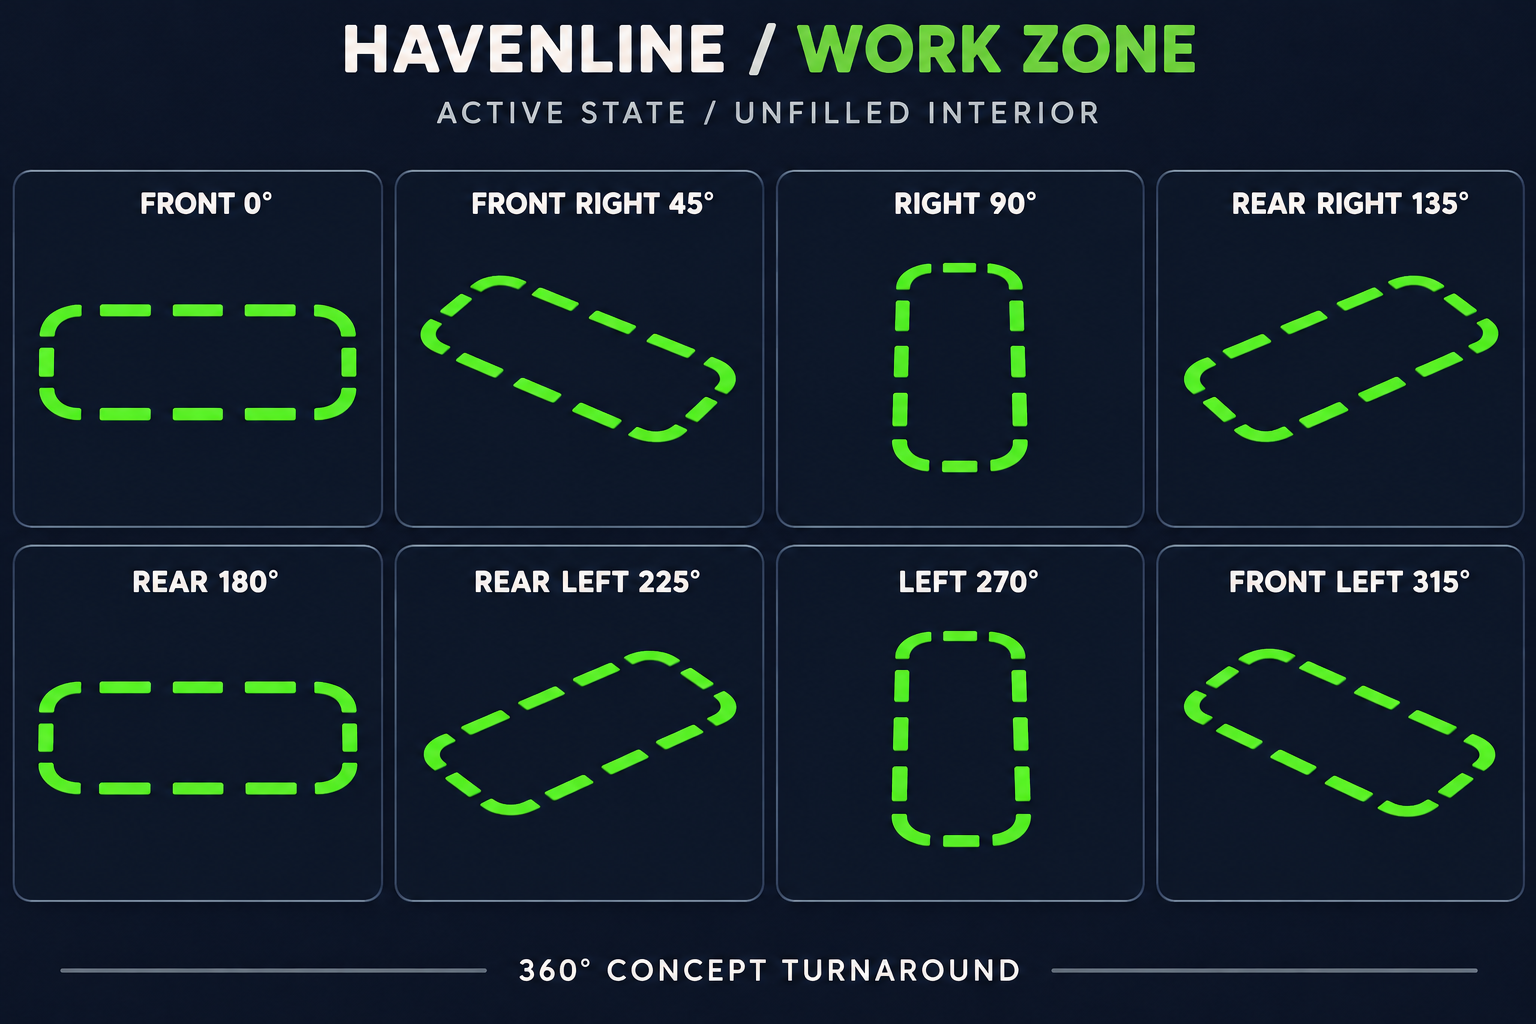 HAVENLINE / WORK ZONE
ACTIVE STATE / UNFILLED INTERIOR
FRONT 0°
FRONT RIGHT 45°
RIGHT 90°
REAR RIGHT 135°
REAR 180°
REAR LEFT 225°
LEFT 270°
FRONT LEFT 315°
360° CONCEPT TURNAROUND